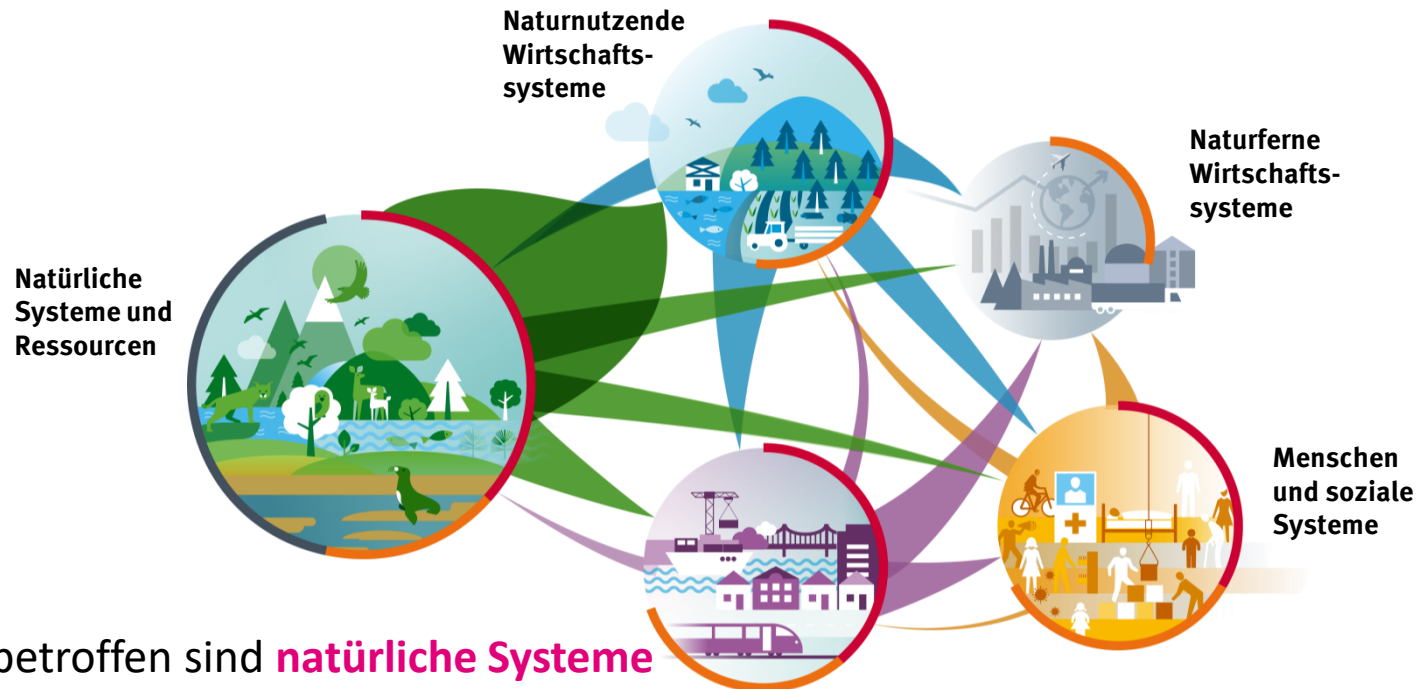 Naturnutzende
Wirtschafts-
systeme
Naturferne
Wirtschafts-
systeme
Natürliche
Systeme und
Ressourcen
Menschen
und soziale
Systeme
betroffen sind natürliche Systeme